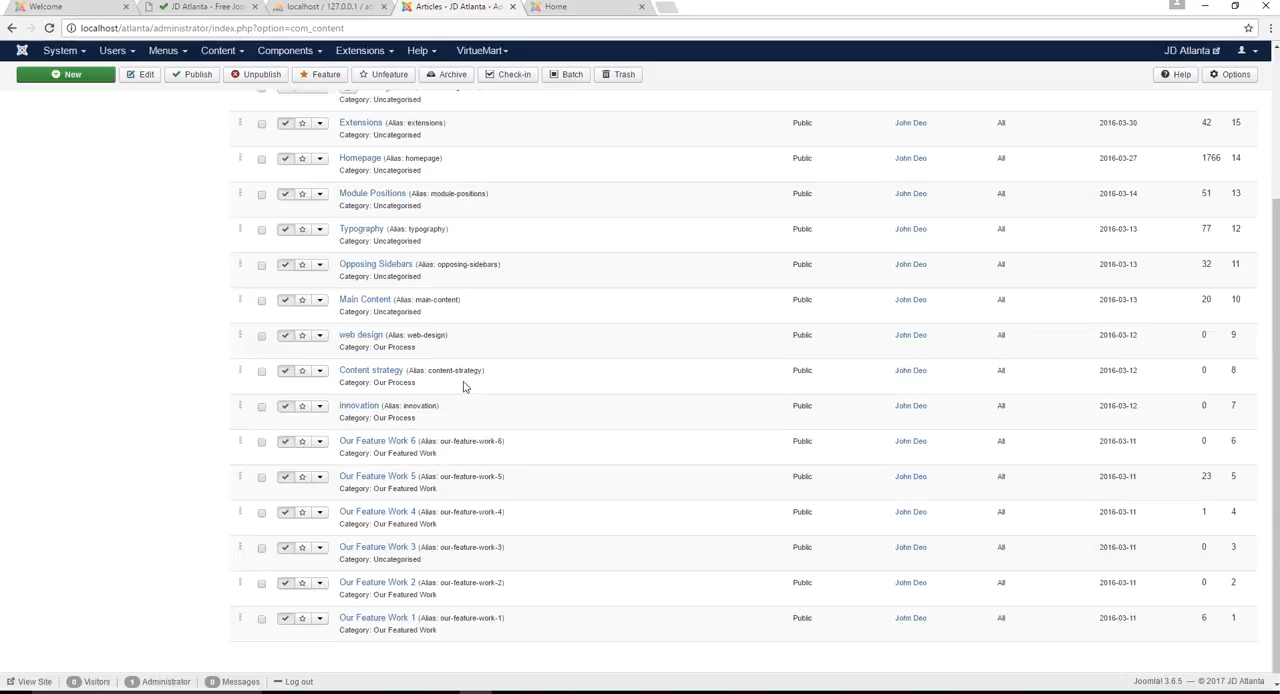 Welcome
JD Atlanta - Free Joo
localhost / 127.0.0.1 / atl
Articles - JD Atlanta - Ad
Home
localhost/atlanta/administrator/index.php?option=com_content
System Users Menus Content Components Extensions Help VirtueMart JD Atlanta
New Edit Publish Unpublish Feature Unfeature Archive Check-in Batch Trash Help Options
Category: Uncategorised
Extensions (Alias: extensions) Public John Deo All 2016-03-30 42 15
Category: Uncategorised
Homepage (Alias: homepage) Public John Deo All 2016-03-27 1766 14
Category: Uncategorised
Module Positions (Alias: module-positions) Public John Deo All 2016-03-14 51 13
Category: Uncategorised
Typography (Alias: typography) Public John Deo All 2016-03-13 77 12
Category: Uncategorised
Opposing Sidebars (Alias: opposing-sidebars) Public John Deo All 2016-03-13 32 11
Category: Uncategorised
Main Content (Alias: main-content) Public John Deo All 2016-03-13 20 10
Category: Uncategorised
web design (Alias: web-design) Public John Deo All 2016-03-12 0 9
Category: Our Process
Content strategy (Alias: content-strategy) Public John Deo All 2016-03-12 0 8
Category: Our Process
innovation (Alias: innovation) Public John Deo All 2016-03-12 0 7
Category: Our Process
Our Feature Work 6 (Alias: our-feature-work-6) Public John Deo All 2016-03-11 0 6
Category: Our Featured Work
Our Feature Work 5 (Alias: our-feature-work-5) Public John Deo All 2016-03-11 23 5
Category: Our Featured Work
Our Feature Work 4 (Alias: our-feature-work-4) Public John Deo All 2016-03-11 1 4
Category: Our Featured Work
Our Feature Work 3 (Alias: our-feature-work-3) Public John Deo All 2016-03-11 0 3
Category: Uncategorised
Our Feature Work 2 (Alias: our-feature-work-2) Public John Deo All 2016-03-11 0 2
Category: Our Featured Work
Our Feature Work 1 (Alias: our-feature-work-1) Public John Deo All 2016-03-11 6 1
Category: Our Featured Work
View Site 0 Visitors 1 Administrator 0 Messages Log out Joomla! 3.6.5 — © 2017 JD Atlanta